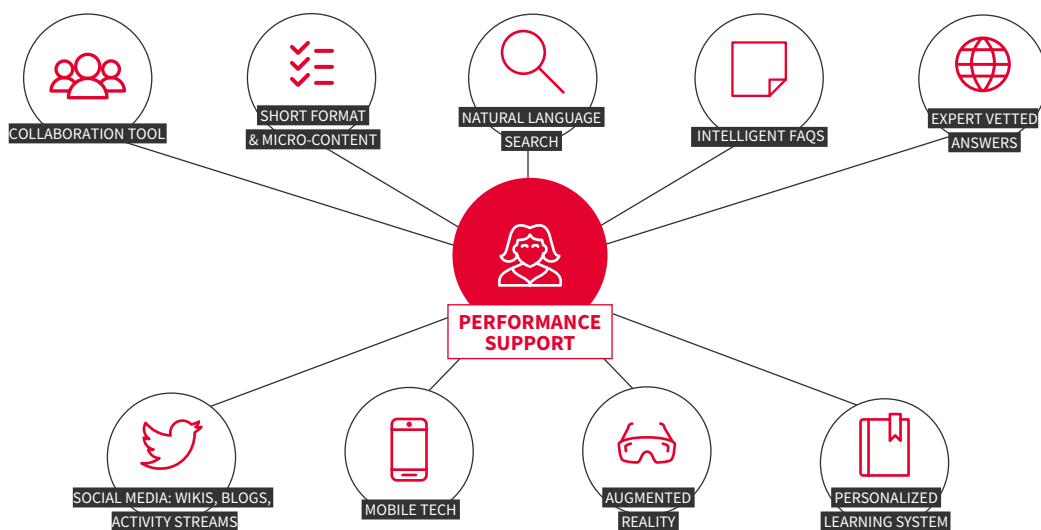 COLLABORATION TOOL
SHORT FORMAT
& MICRO-CONTENT
NATURAL LANGUAGE
SEARCH
INTELLIGENT FAQS
EXPERT VETTED
ANSWERS
PERFORMANCE
SUPPORT
SOCIAL MEDIA: WIKIS, BLOGS,
ACTIVITY STREAMS
MOBILE TECH
AUGMENTED
REALITY
PERSONALIZED
LEARNING SYSTEM